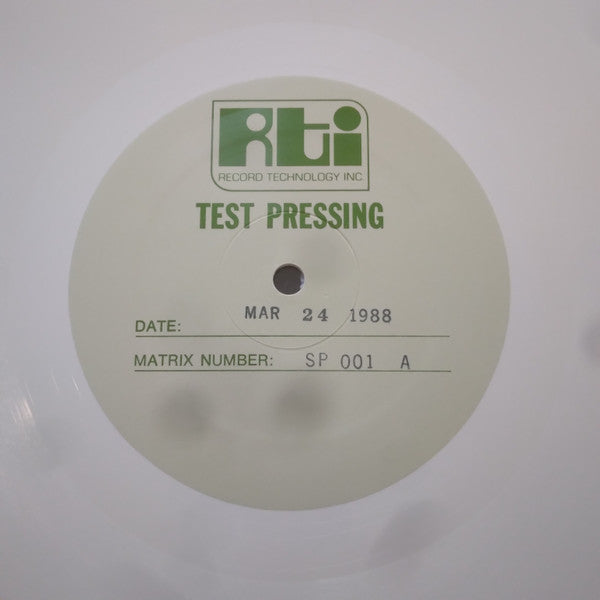 Rti
RECORD TECHNOLOGY INC.
TEST PRESSING
DATE: MAR 24 1988
MATRIX NUMBER: SP 001 A